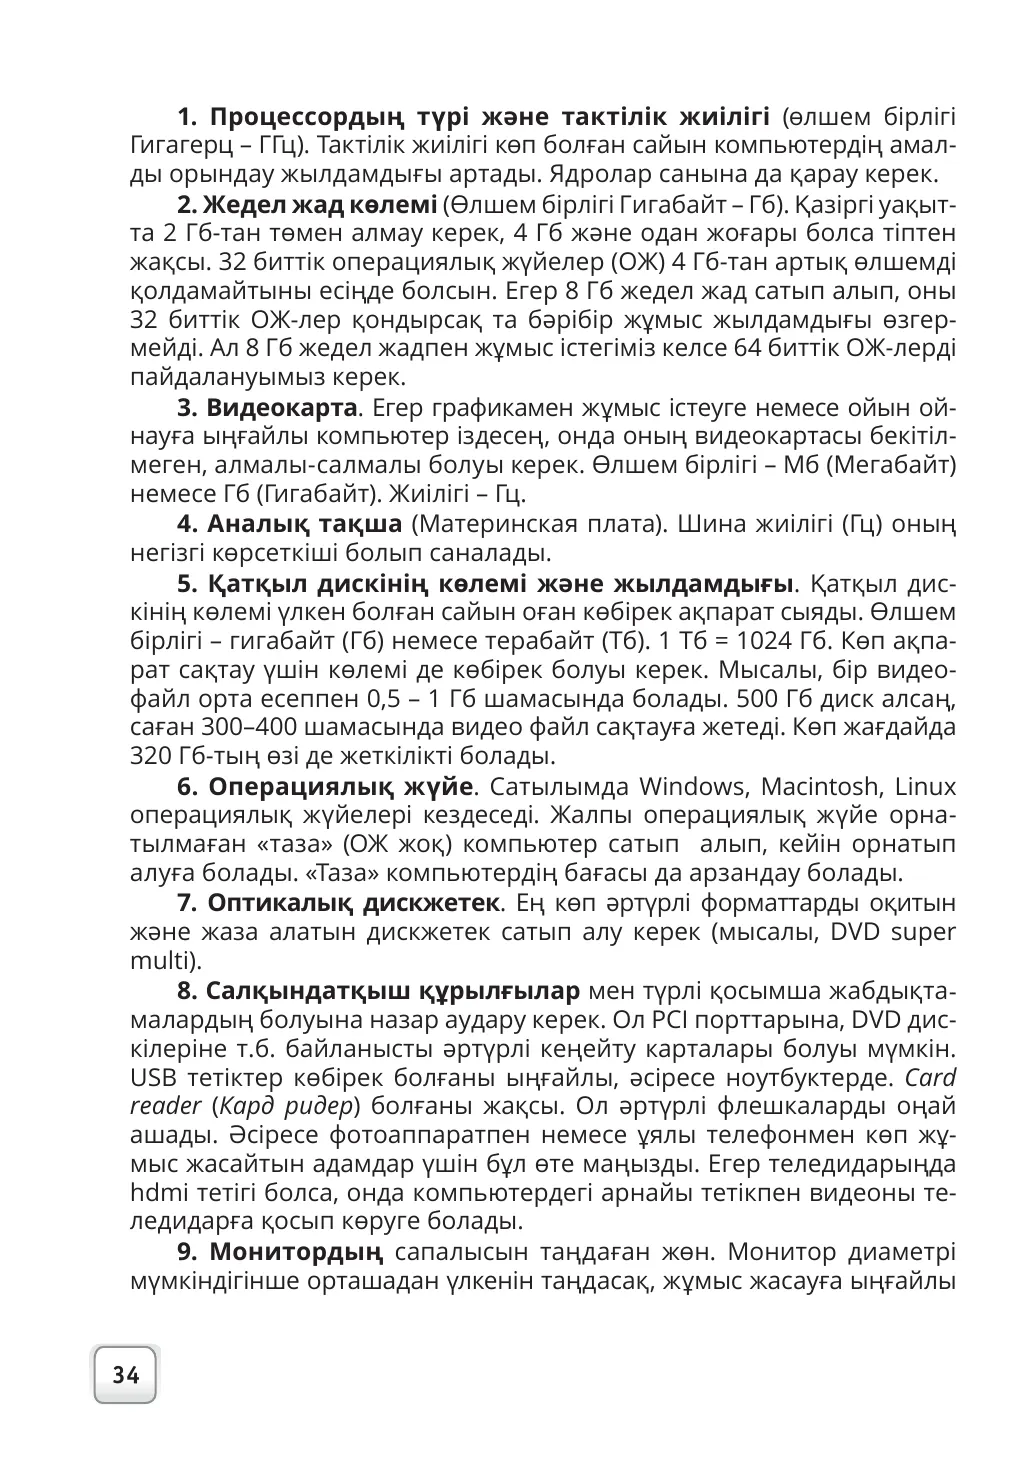 1. Процессордың түрі және тактілік жиілігі (өлшем бірлігі
Гигагерц – ГГц). Тактілік жиілігі көп болған сайын компьютердің амал-
ды орындау жылдамдығы артады. Ядролар санына да қарау керек.
2. Жедел жад көлемі (Өлшем бірлігі Гигабайт – Гб). Қазіргі уақыт-
та 2 Гб-тан төмен алмау керек, 4 Гб және одан жоғары болса тіптен
жақсы. 32 биттік операциялық жүйелер (ОЖ) 4 Гб-тан артық өлшемді
қолдамайтыны есіңде болсын. Егер 8 Гб жедел жад сатып алып, оны
32 биттік ОЖ-лер қондырсақ та бәрібір жұмыс жылдамдығы өзгер-
мейді. Ал 8 Гб жедел жадпен жұмыс істегіміз келсе 64 биттік ОЖ-лерді
пайдалануымыз керек.
3. Видеокарта. Егер графикамен жұмыс істеуге немесе ойын ой-
науға ыңғайлы компьютер іздесең, онда оның видеокартасы бекітіл-
меген, алмалы-салмалы болуы керек. Өлшем бірлігі – Мб (Мегабайт)
немесе Гб (Гигабайт). Жиілігі – Гц.
4. Аналық тақша (Материнская плата). Шина жиілігі (Гц) оның
негізгі көрсеткіші болып саналады.
5. Қатқыл дискінің көлемі және жылдамдығы. Қатқыл дис-
кінің көлемі үлкен болған сайын оған көбірек ақпарат сыяды. Өлшем
бірлігі – гигабайт (Гб) немесе терабайт (Тб). 1 Тб = 1024 Гб. Көп ақпа-
рат сақтау үшін көлемі де көбірек болуы керек. Мысалы, бір видео-
файл орта есеппен 0,5 – 1 Гб шамасында болады. 500 Гб диск алсаң,
саған 300–400 шамасында видео файл сақтауға жетеді. Көп жағдайда
320 Гб-тың өзі де жеткілікті болады.
6. Операциялық жүйе. Сатылымда Windows, Macintosh, Linux
операциялық жүйелері кездеседі. Жалпы операциялық жүйе орна-
тылмаған «таза» (ОЖ жоқ) компьютер сатып алып, кейін орнатып
алуға болады. «Таза» компьютердің бағасы да арзандау болады.
7. Оптикалық дискжетек. Ең көп әртүрлі форматтарды оқитын
және жаза алатын дискжетек сатып алу керек (мысалы, DVD super
multi).
8. Салқындатқыш құрылғылар мен түрлі қосымша жабдықта-
малардың болуына назар аудару керек. Ол PCI порттарына, DVD дис-
кілеріне т.б. байланысты әртүрлі кеңейту карталары болуы мүмкін.
USB тетіктер көбірек болғаны ыңғайлы, әсіресе ноутбуктерде. Card
reader (Кард ридер) болғаны жақсы. Ол әртүрлі флешкаларды оңай
ашады. Әсіресе фотоаппаратпен немесе ұялы телефонмен көп жұ-
мыс жасайтын адамдар үшін бұл өте маңызды. Егер теледидарыңда
hdmi тетігі болса, онда компьютердегі арнайы тетікпен видеоны те-
ледидарға қосып көруге болады.
9. Монитордың сапалысын таңдаған жөн. Монитор диаметрі
мүмкіндігінше орташадан үлкенін таңдасақ, жұмыс жасауға ыңғайлы
34